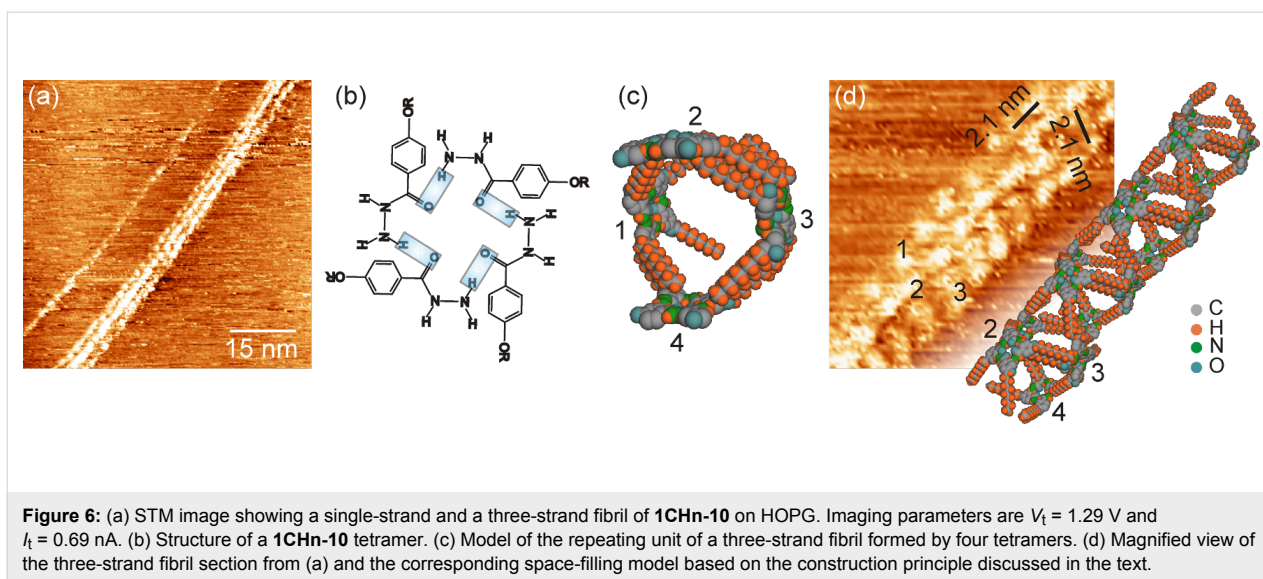 (a)
15 nm
(b)
OR
H
H
N
N
H
O
O
OR
H
H
N
N
H
N
N
H
H
O
O
RO
H
N
N
H
H
OR
(c)
2
1
3
4
(d)
2.1 nm
2.1 nm
1
2
3
2
3
4
C
H
N
O
Figure 6: (a) STM image showing a single-strand and a three-strand fibril of 1CHn-10 on HOPG. Imaging parameters are Vt = 1.29 V and
It = 0.69 nA. (b) Structure of a 1CHn-10 tetramer. (c) Model of the repeating unit of a three-strand fibril formed by four tetramers. (d) Magnified view of
the three-strand fibril section from (a) and the corresponding space-filling model based on the construction principle discussed in the text.